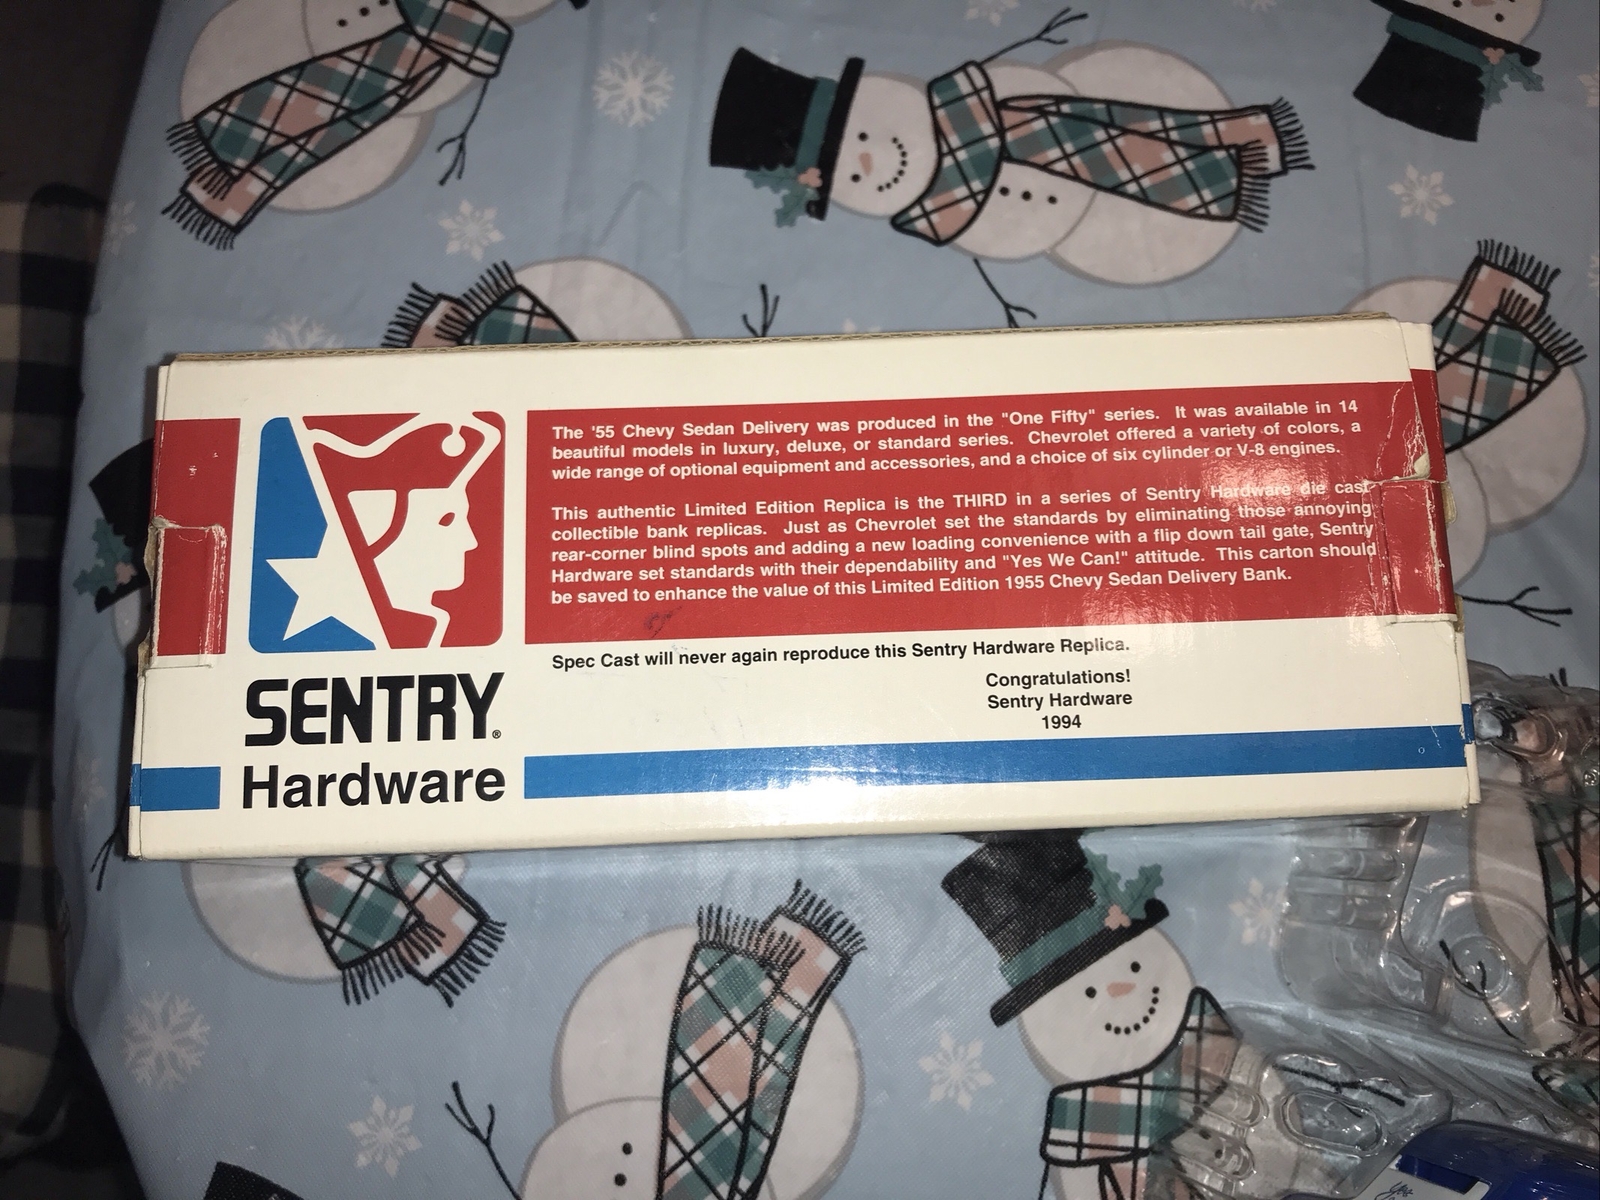 The '55 Chevy Sedan Delivery was produced in the "One Fifty" series. It was available in 14
beautiful models in luxury, deluxe, or standard series. Chevrolet offered a variety of colors, a
wide range of optional equipment and accessories, and a choice of six cylinder or V-8 engines.
This authentic Limited Edition Replica is the THIRD in a series of Sentry Hardware die cast
collectible bank replicas. Just as Chevrolet set the standards by eliminating those annoying
rear-corner blind spots and adding a new loading convenience with a flip down tail gate, Sentry
Hardware set standards with their dependability and "Yes We Can!" attitude. This carton should
be saved to enhance the value of this Limited Edition 1955 Chevy Sedan Delivery Bank.
Spec Cast will never again reproduce this Sentry Hardware Replica.
Congratulations!
Sentry Hardware
1994
SENTRY®
Hardware